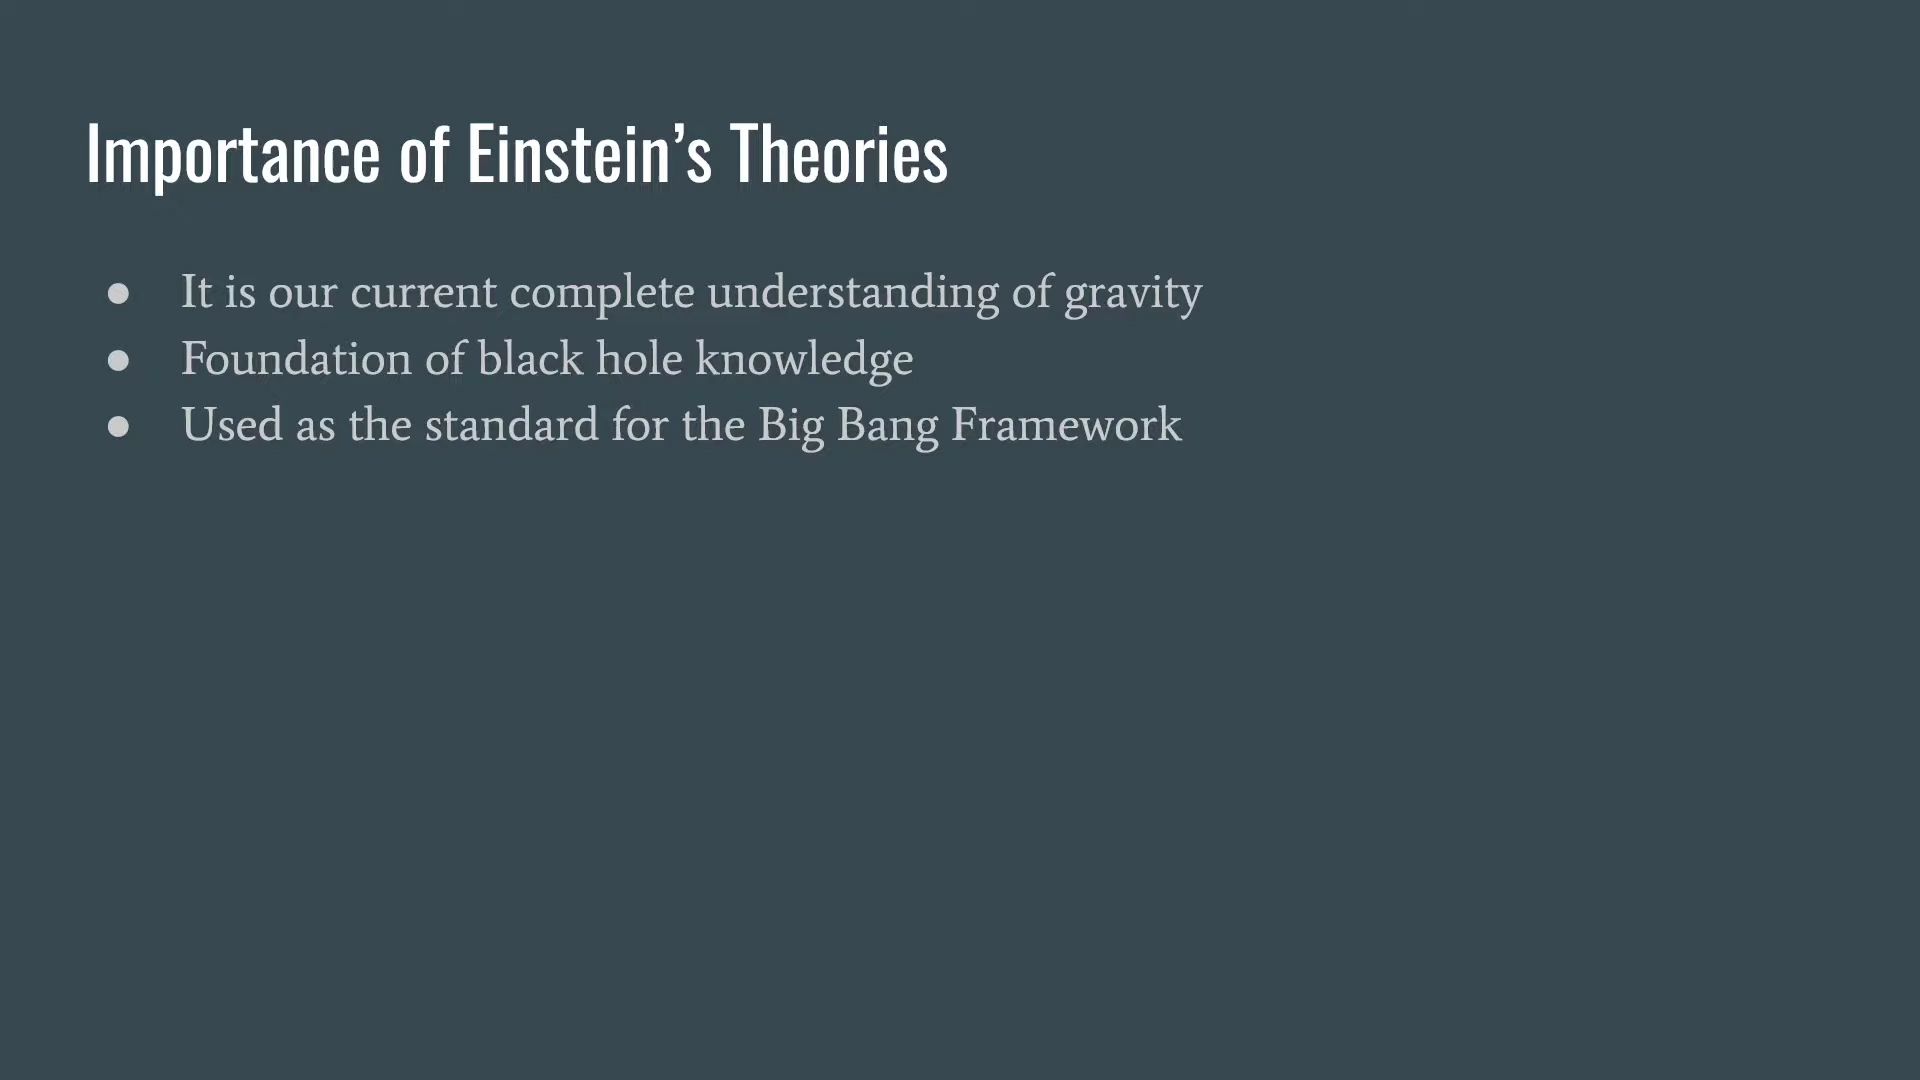 Importance of Einstein’s Theories
● It is our current complete understanding of gravity
● Foundation of black hole knowledge
● Used as the standard for the Big Bang Framework